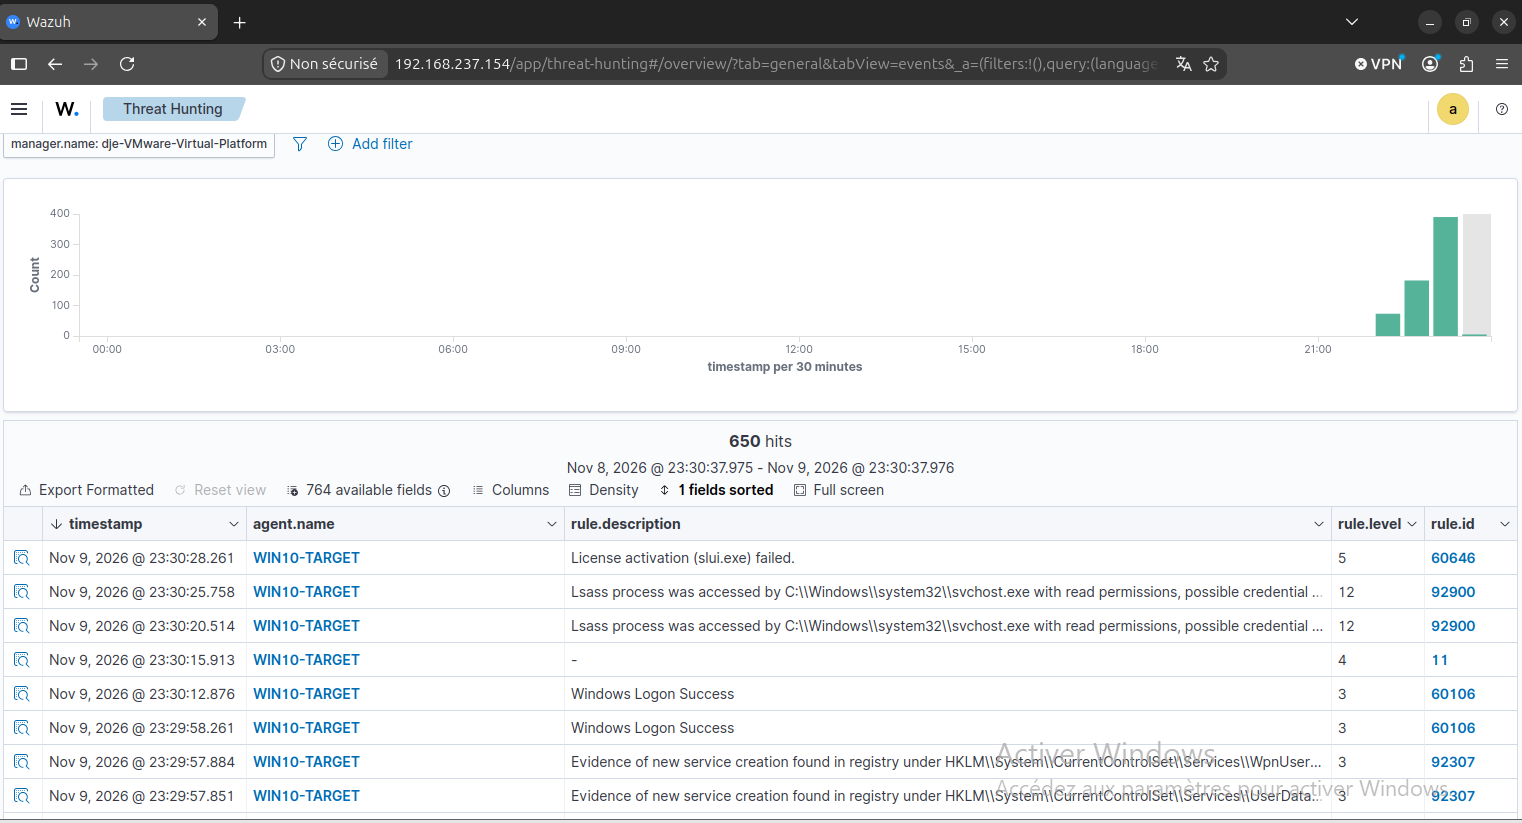 Wazuh
Non sécurisé 192.168.237.154/app/threat-hunting#/overview/?tab=general&tabView=events&_a=(filters:!(),query:(language VPN
W. Threat Hunting a
manager.name: dje-VMware-Virtual-Platform Add filter
400
300
200
100
0
Count
00:00 03:00 06:00 09:00 12:00 15:00 18:00 21:00
timestamp per 30 minutes
650 hits
Nov 8, 2026 @ 23:30:37.975 - Nov 9, 2026 @ 23:30:37.976
Export Formatted Reset view 764 available fields Columns Density 1 fields sorted Full screen
timestamp agent.name rule.description rule.level rule.id
Nov 9, 2026 @ 23:30:28.261 WIN10-TARGET License activation (slui.exe) failed. 5 60646
Nov 9, 2026 @ 23:30:25.758 WIN10-TARGET Lsass process was accessed by C:\\Windows\\system32\\svchost.exe with read permissions, possible credential ... 12 92900
Nov 9, 2026 @ 23:30:20.514 WIN10-TARGET Lsass process was accessed by C:\\Windows\\system32\\svchost.exe with read permissions, possible credential ... 12 92900
Nov 9, 2026 @ 23:30:15.913 WIN10-TARGET - 4 11
Nov 9, 2026 @ 23:30:12.876 WIN10-TARGET Windows Logon Success 3 60106
Nov 9, 2026 @ 23:29:58.261 WIN10-TARGET Windows Logon Success 3 60106
Nov 9, 2026 @ 23:29:57.884 WIN10-TARGET Evidence of new service creation found in registry under HKLM\\System\\CurrentControlSet\\Services\\WpnUser... 3 92307
Nov 9, 2026 @ 23:29:57.851 WIN10-TARGET Evidence of new service creation found in registry under HKLM\\System\\CurrentControlSet\\Services\\UserData... 3 92307
Activer Windows
Accédez aux paramètres pour activer Windows.